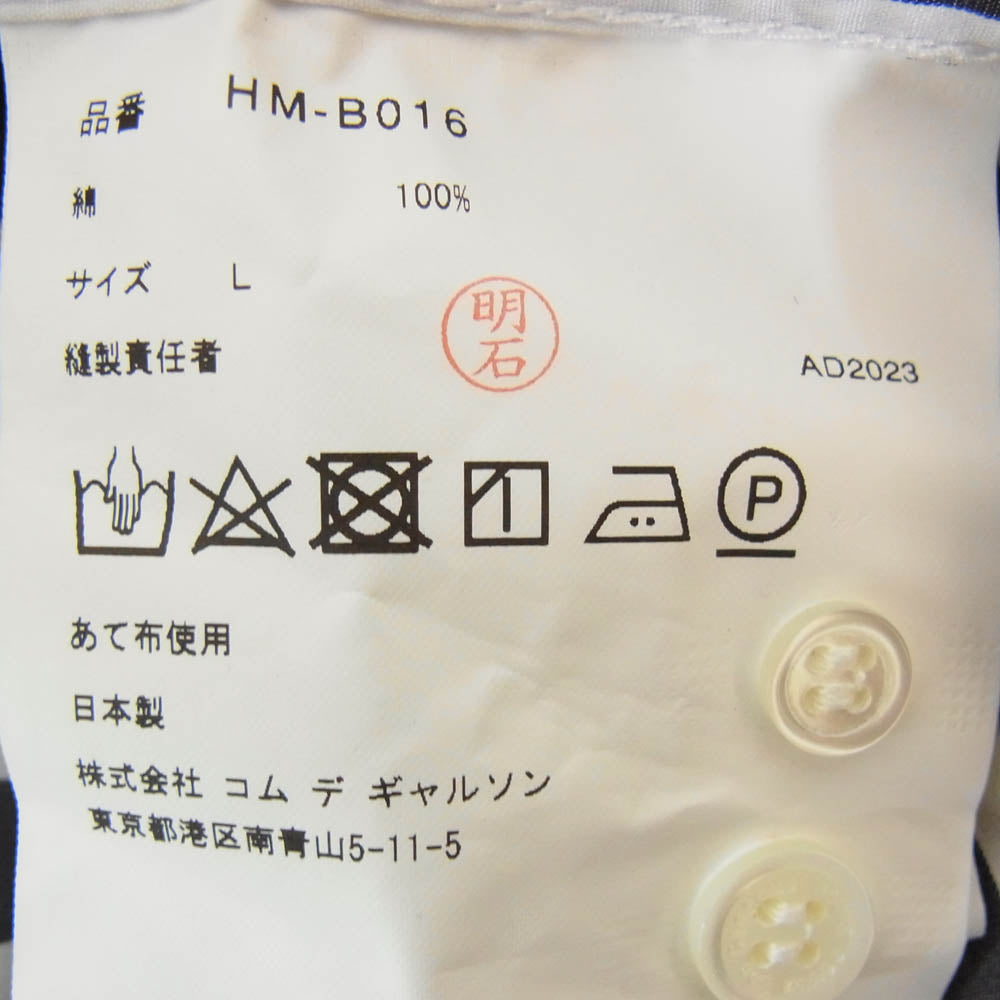 品番 HM-B016
綿 100%
サイズ L
縫製責任者 明石
AD2023
P
あて布使用
日本製
株式会社 コム デ ギャルソン
東京都港区南青山5-11-5